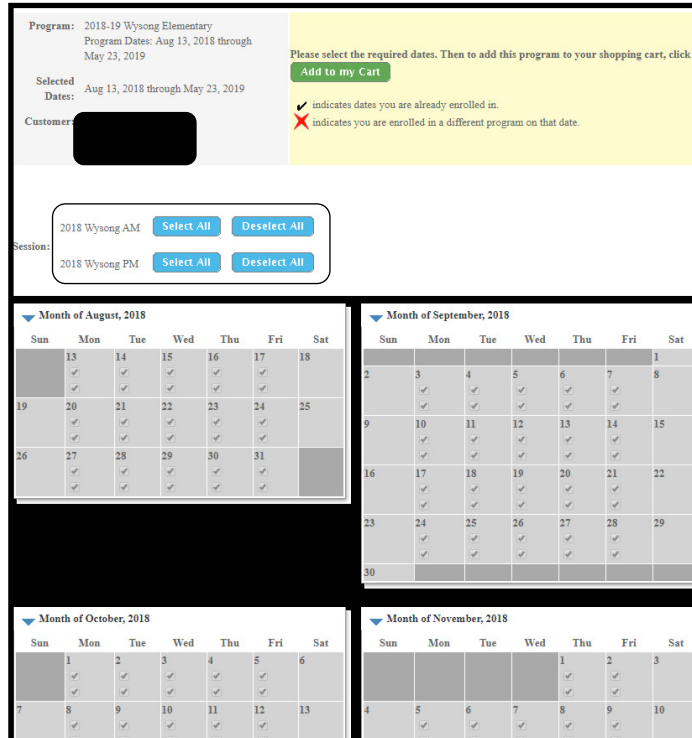 Program: 2018-19 Wysong Elementary
Program Dates: Aug 13, 2018 through
May 23, 2019
Selected
Dates: Aug 13, 2018 through May 23, 2019
Customer:
Please select the required dates. Then to add this program to your shopping cart, click
Add to my Cart
indicates dates you are already enrolled in.
indicates you are enrolled in a different program on that date.
Session:
2018 Wysong AM Select All Deselect All
2018 Wysong PM Select All Deselect All
Month of August, 2018
Sun Mon Tue Wed Thu Fri Sat
13 14 15 16 17 18
19 20 21 22 23 24 25
26 27 28 29 30 31
Month of September, 2018
Sun Mon Tue Wed Thu Fri Sat
1
2 3 4 5 6 7 8
9 10 11 12 13 14 15
16 17 18 19 20 21 22
23 24 25 26 27 28 29
30
Month of October, 2018
Sun Mon Tue Wed Thu Fri Sat
1 2 3 4 5 6
7 8 9 10 11 12 13
Month of November, 2018
Sun Mon Tue Wed Thu Fri Sat
1 2 3
4 5 6 7 8 9 10